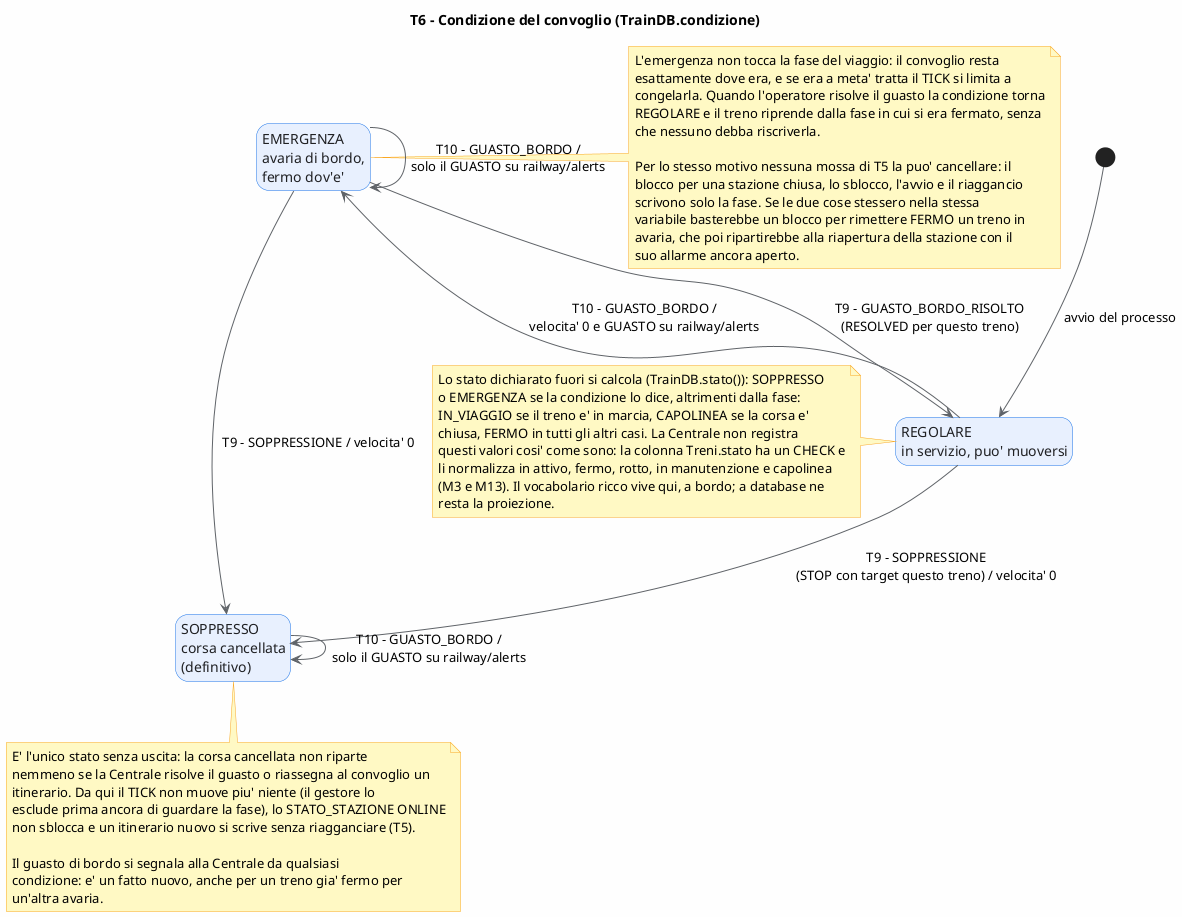 T6 - Condizione del convoglio (TrainDB.condizione)
L'emergenza non tocca la fase del viaggio: il convoglio resta
esattamente dove era, e se era a meta' tratta il TICK si limita a
congelarla. Quando l'operatore risolve il guasto la condizione torna
REGOLARE e il treno riprende dalla fase in cui si era fermato, senza
che nessuno debba riscriverla.
Per lo stesso motivo nessuna mossa di T5 la puo' cancellare: il
blocco per una stazione chiusa, lo sblocco, l'avvio e il riaggancio
scrivono solo la fase. Se le due cose stessero nella stessa
variabile basterebbe un blocco per rimettere FERMO un treno in
avaria, che poi ripartirebbe alla riapertura della stazione con il
suo allarme ancora aperto.
EMERGENZA
avaria di bordo,
fermo dov'e'
T10 - GUASTO_BORDO /
solo il GUASTO su railway/alerts
T10 - GUASTO_BORDO /
velocita' 0 e GUASTO su railway/alerts
T9 - GUASTO_BORDO_RISOLTO
(RESOLVED per questo treno)
avvio del processo
Lo stato dichiarato fuori si calcola (TrainDB.stato()): SOPPRESSO
o EMERGENZA se la condizione lo dice, altrimenti dalla fase:
IN_VIAGGIO se il treno e' in marcia, CAPOLINEA se la corsa e'
chiusa, FERMO in tutti gli altri casi. La Centrale non registra
questi valori cosi' come sono: la colonna Treni.stato ha un CHECK e
li normalizza in attivo, fermo, rotto, in manutenzione e capolinea
(M3 e M13). Il vocabolario ricco vive qui, a bordo; a database ne
resta la proiezione.
REGOLARE
in servizio, puo' muoversi
T9 - SOPPRESSIONE / velocita' 0
T9 - SOPPRESSIONE
(STOP con target questo treno) / velocita' 0
SOPPRESSO
corsa cancellata
(definitivo)
T10 - GUASTO_BORDO /
solo il GUASTO su railway/alerts
E' l'unico stato senza uscita: la corsa cancellata non riparte
nemmeno se la Centrale risolve il guasto o riassegna al convoglio un
itinerario. Da qui il TICK non muove piu' niente (il gestore lo
esclude prima ancora di guardare la fase), lo STATO_STAZIONE ONLINE
non sblocca e un itinerario nuovo si scrive senza riagganciare (T5).
Il guasto di bordo si segnala alla Centrale da qualsiasi
condizione: e' un fatto nuovo, anche per un treno gia' fermo per
un'altra avaria.